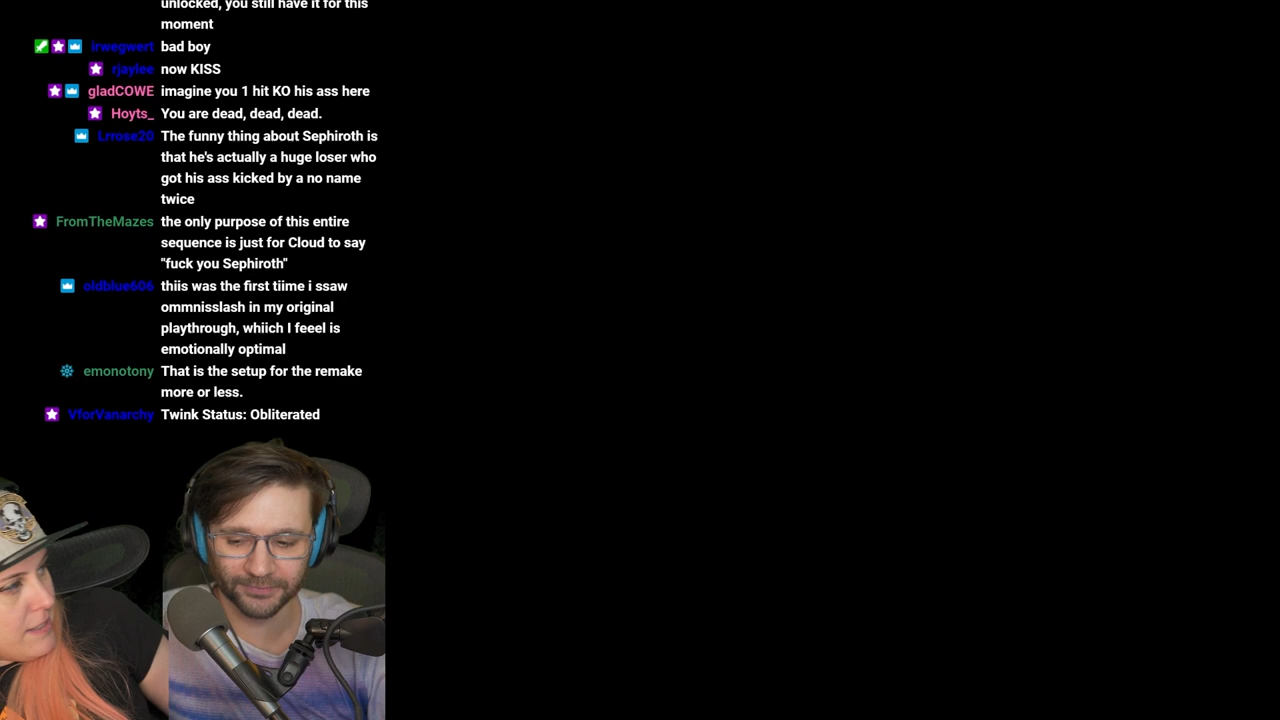 unlocked, you still have it for this
moment
irwegwert bad boy
rjaylee now KISS
gladCOWE imagine you 1 hit KO his ass here
Hoyts_ You are dead, dead, dead.
Lrrose20 The funny thing about Sephiroth is
that he's actually a huge loser who
got his ass kicked by a no name
twice
FromTheMazes the only purpose of this entire
sequence is just for Cloud to say
"fuck you Sephiroth"
oldblue606 thiis was the first tiime i ssaw
ommnisslash in my original
playthrough, whiich I feeel is
emotionally optimal
emonotony That is the setup for the remake
more or less.
VforVanarchy Twink Status: Obliterated